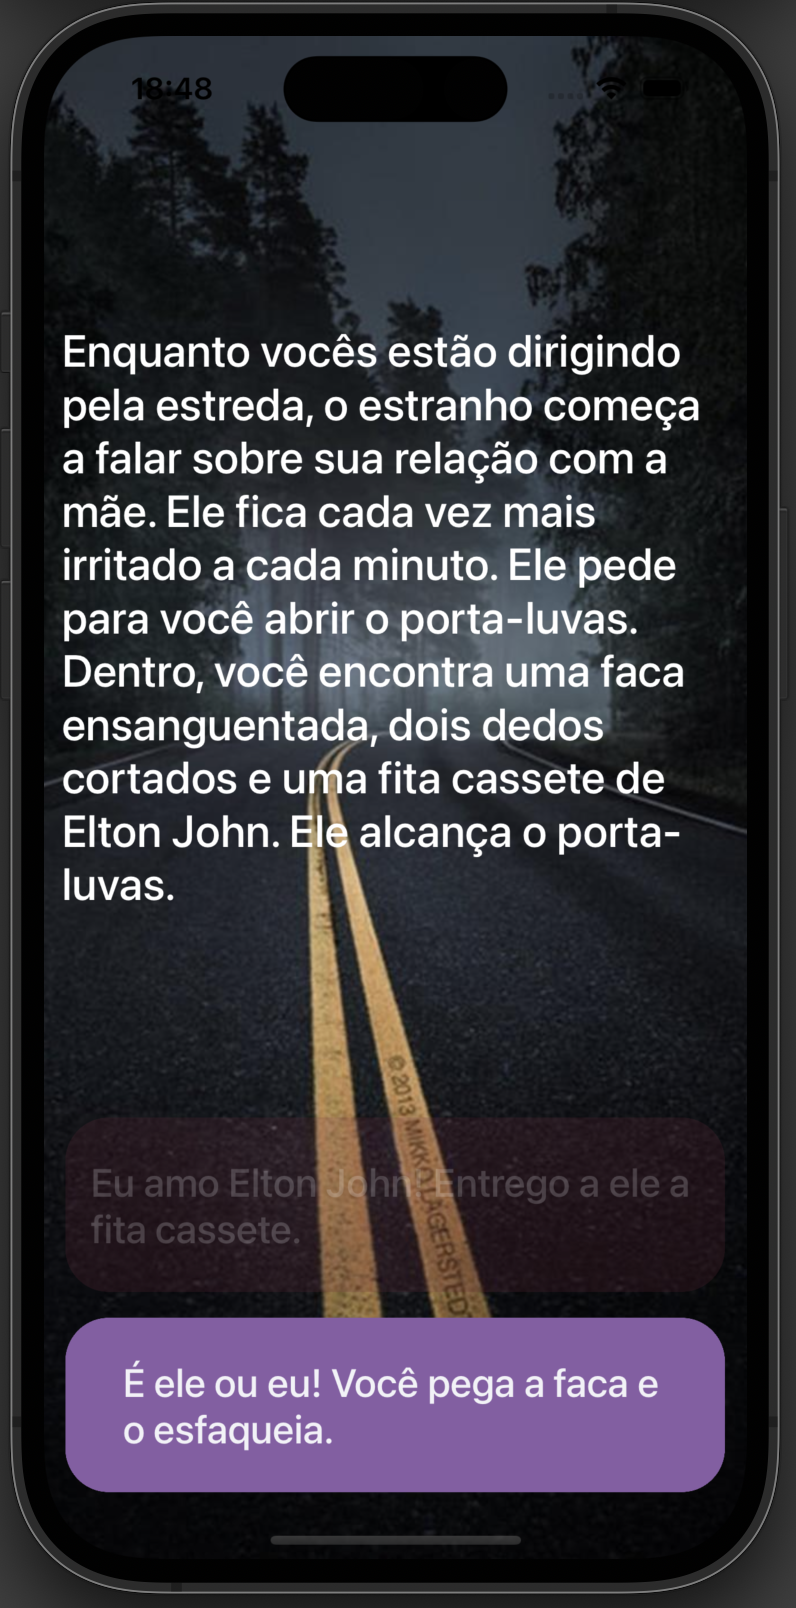 18:48
Enquanto vocês estão dirigindo
pela estreda, o estranho começa
a falar sobre sua relação com a
mãe. Ele fica cada vez mais
irritado a cada minuto. Ele pede
para você abrir o porta-luvas.
Dentro, você encontra uma faca
ensanguentada, dois dedos
cortados e uma fita cassete de
Elton John. Ele alcança o porta-
luvas.
© 2013 MIKKO LAGERSTEDT
Eu amo Elton John! Entrego a ele a
fita cassete.
É ele ou eu! Você pega a faca e
o esfaqueia.